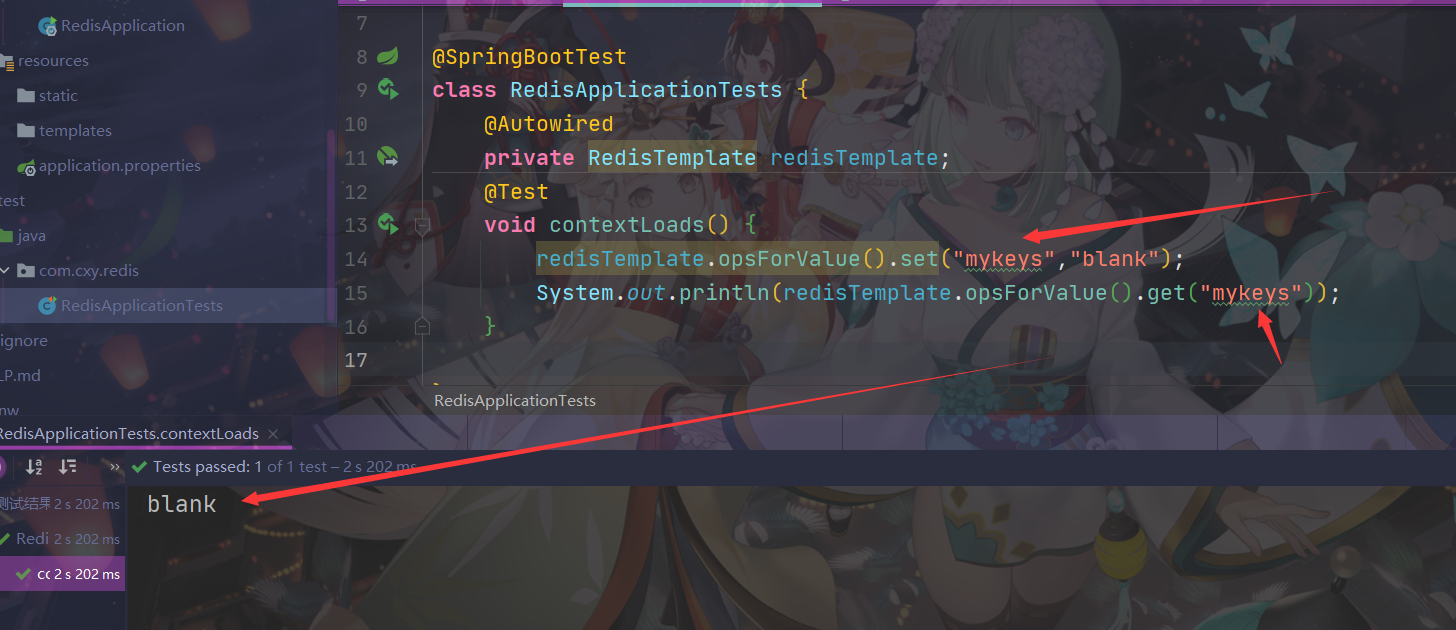 RedisApplication
resources
static
templates
application.properties
test
java
com.cxy.redis
RedisApplicationTests
ignore
LP.md
nw
7
8 @SpringBootTest
9 class RedisApplicationTests {
10 @Autowired
11 private RedisTemplate redisTemplate;
12 @Test
13 void contextLoads() {
14 redisTemplate.opsForValue().set("mykeys","blank");
15 System.out.println(redisTemplate.opsForValue().get("mykeys"));
16 }
17
RedisApplicationTests
RedisApplicationTests.contextLoads ×
» Tests passed: 1 of 1 test – 2 s 202 ms
测试结果 2 s 202 ms
Redi 2 s 202 ms
cc 2 s 202 ms
blank